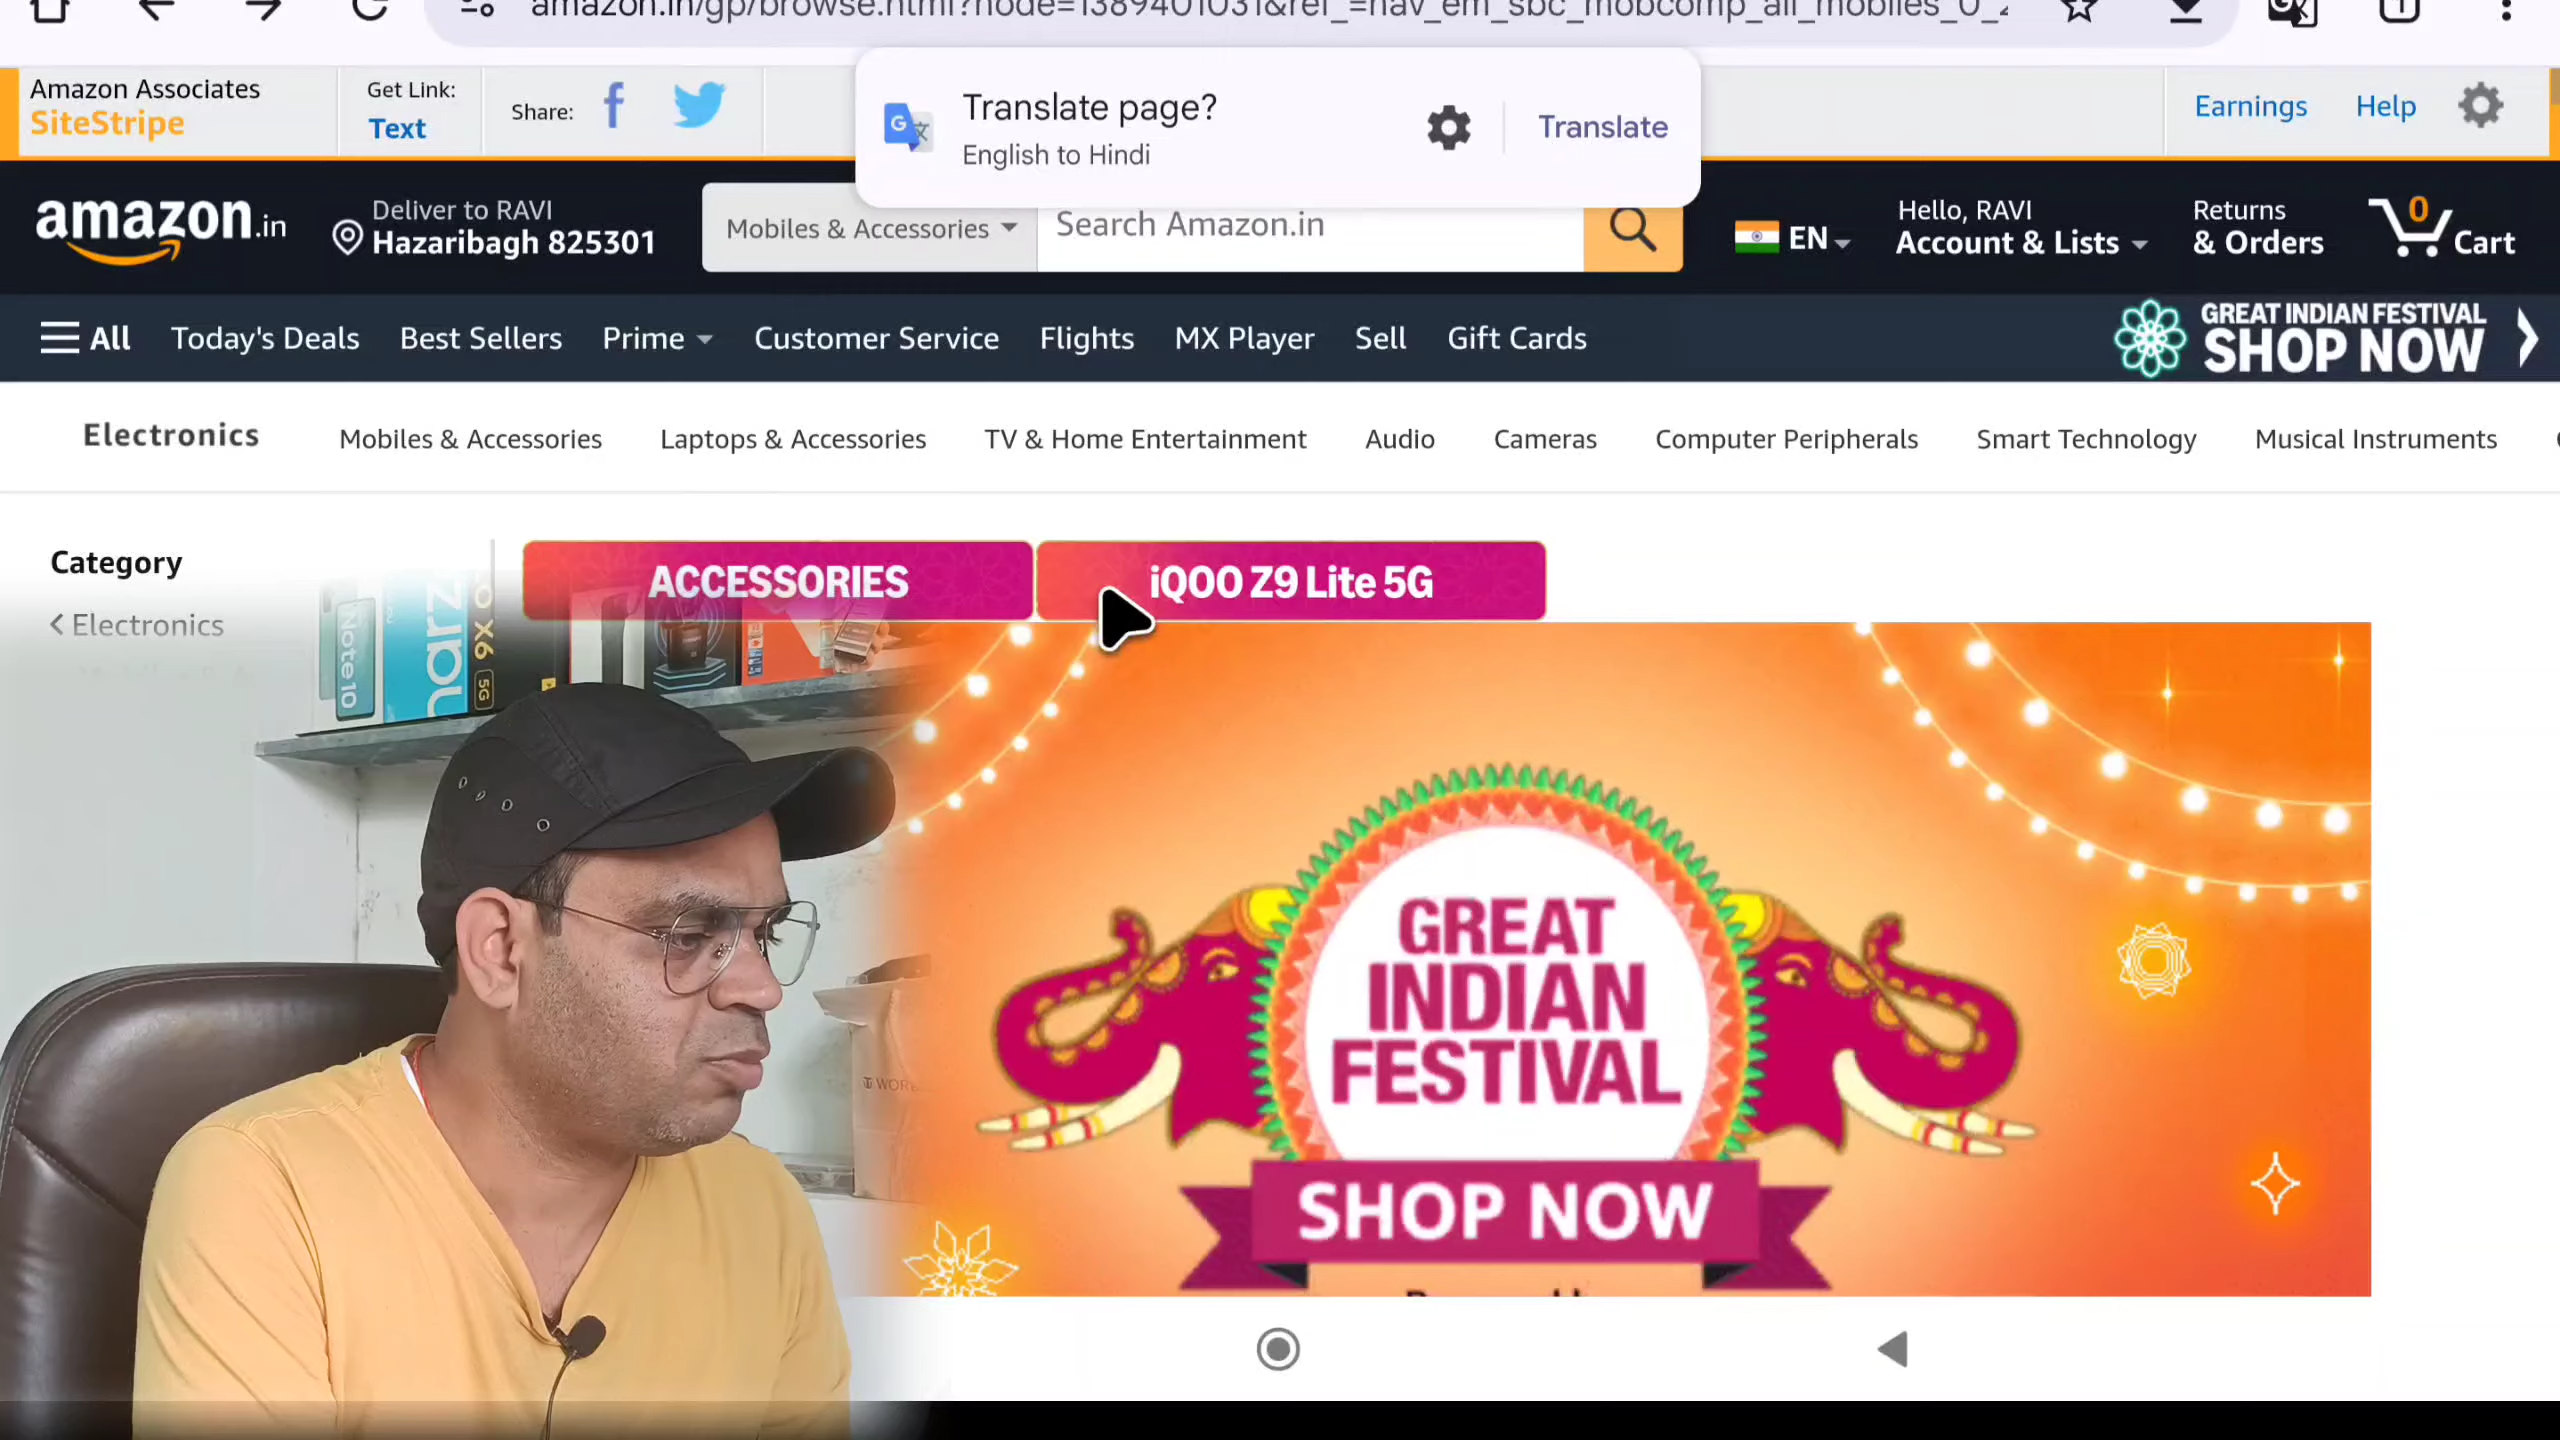 Amazon Associates
SiteStripe
Get Link:
Text
Share:
Translate page?
English to Hindi
Translate
Earnings
Help
amazon.in
Deliver to RAVI
Hazaribagh 825301
Mobiles & Accessories
Search Amazon.in
EN
Hello, RAVI
Account & Lists
Returns
& Orders
0
Cart
All
Today's Deals
Best Sellers
Prime
Customer Service
Flights
MX Player
Sell
Gift Cards
GREAT INDIAN FESTIVAL
SHOP NOW
Electronics
Mobiles & Accessories
Laptops & Accessories
TV & Home Entertainment
Audio
Cameras
Computer Peripherals
Smart Technology
Musical Instruments
Category
Electronics
ACCESSORIES
iQOO Z9 Lite 5G
Note10
narz
X6
5G
GREAT
INDIAN
FESTIVAL
SHOP NOW